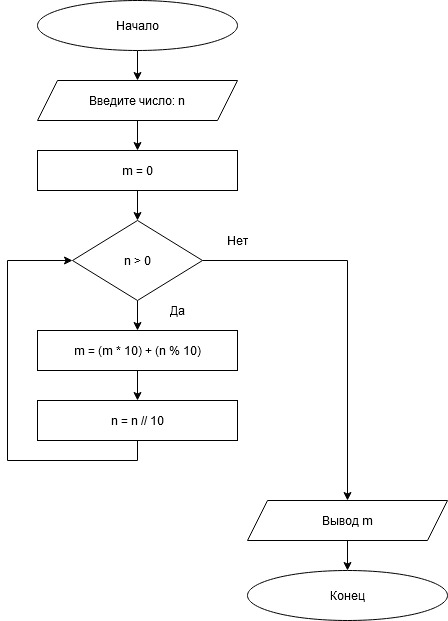 Начало
Введите число: n
m = 0
n > 0
Нет
Да
m = (m * 10) + (n % 10)
n = n // 10
Вывод m
Конец